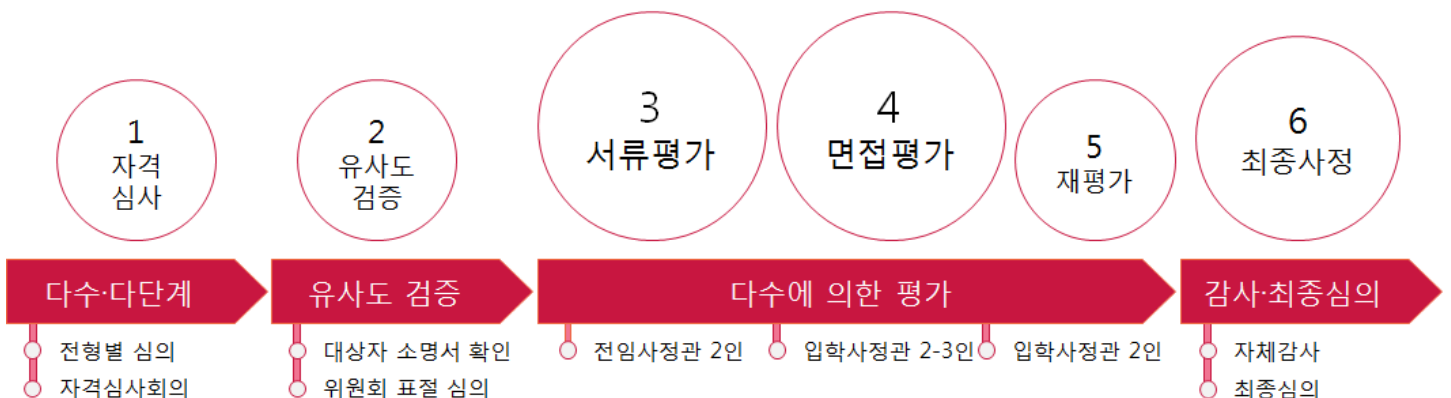 1
자격
심사
2
유사도
검증
3
서류평가
4
면접평가
5
재평가
6
최종사정
다수·다단계
유사도 검증
다수에 의한 평가
감사·최종심의
전형별 심의
자격심사회의
대상자 소명서 확인
위원회 표절 심의
전임사정관 2인
입학사정관 2-3인
입학사정관 2인
자체감사
최종심의